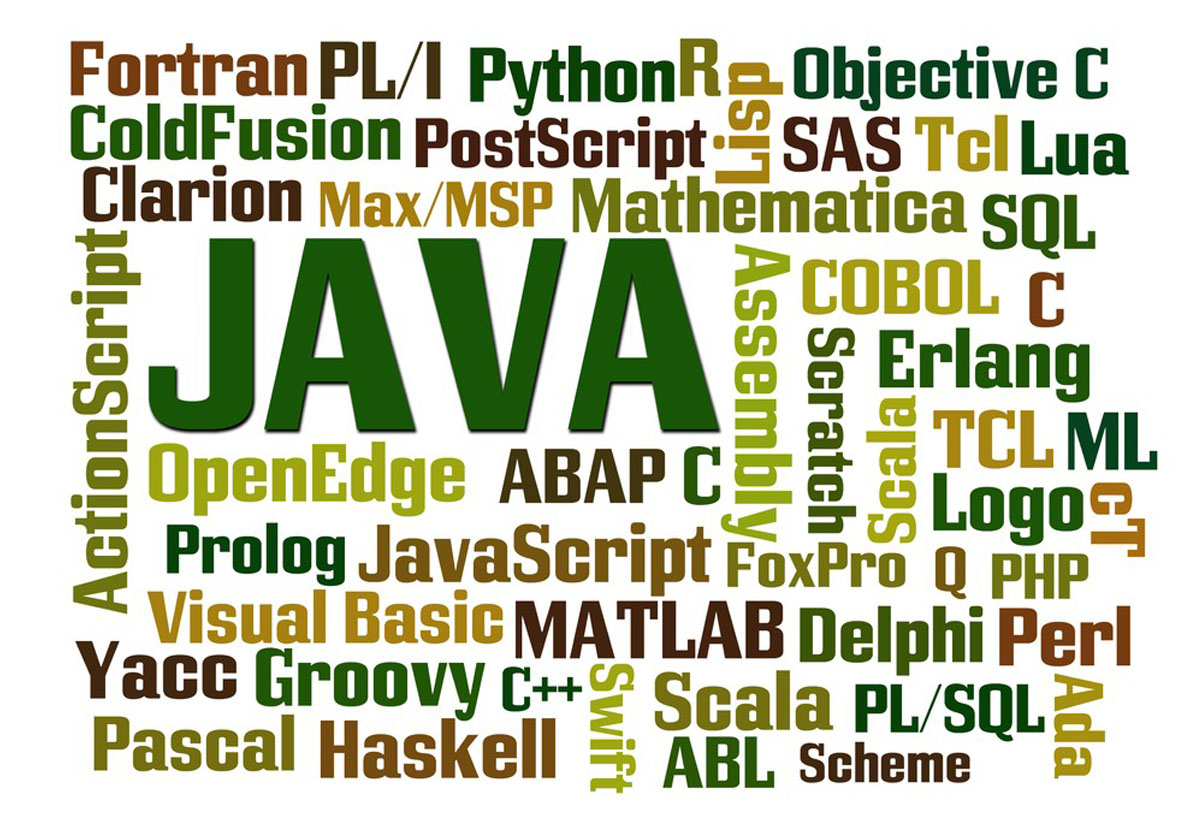 Fortran PL/I Python R Lisp Objective C
ColdFusion PostScript SAS Tcl Lua
Clarion Max/MSP Mathematica SQL
ActionScript JAVA Assembly COBOL C
Scratch Erlang
Scala TCL ML
OpenEdge ABAP C Logo cT
Prolog JavaScript FoxPro Q PHP
Visual Basic MATLAB Delphi Perl
Yacc Groovy C++ Swift Scala PL/SQL Ada
Pascal Haskell ABL Scheme